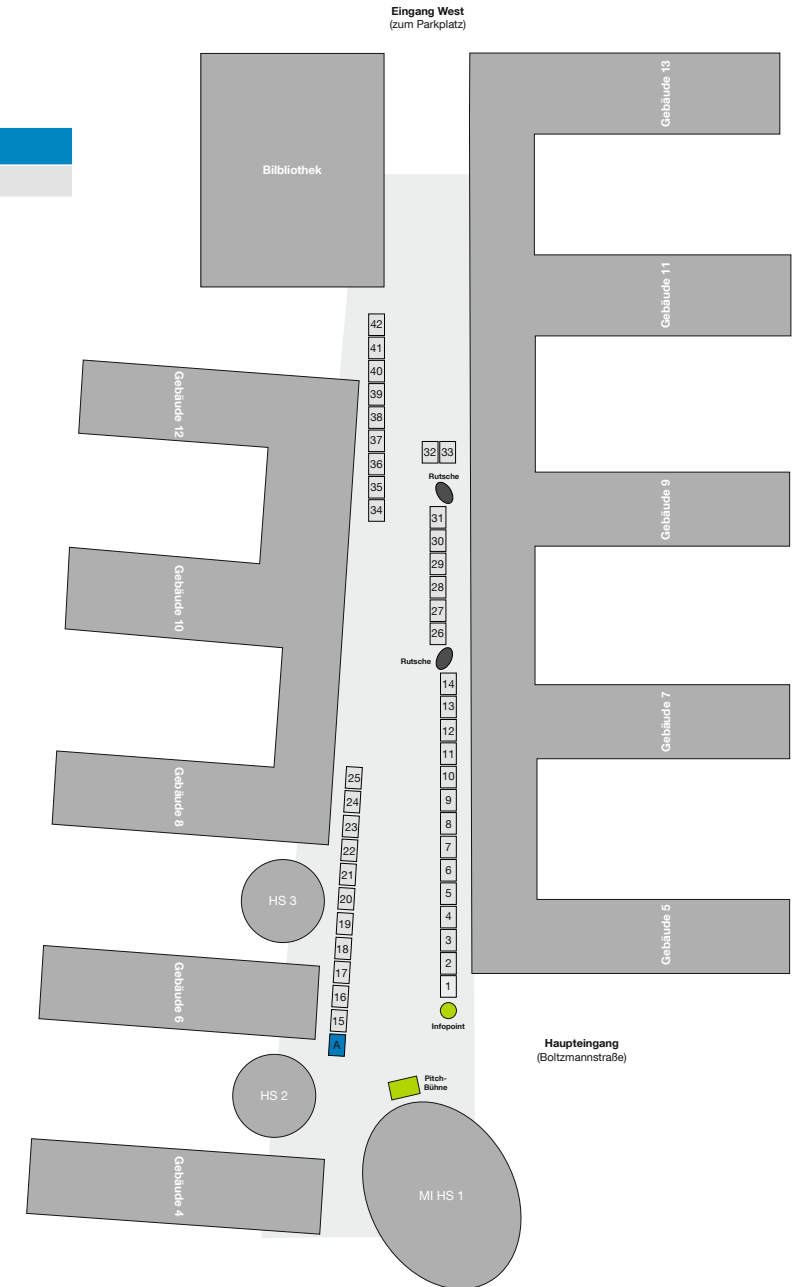 Eingang West
(zum Parkplatz)
Gebäude 13
Bilbliothek
Gebäude 11
42
41
40
39
38
37
36
35
34
Gebäude 12
32 33
Rutsche
Gebäude 9
31
30
29
28
27
26
Gebäude 10
Rutsche
14
13
12
11
10
9
8
7
6
5
4
3
2
1
Gebäude 7
25
24
23
22
21
20
19
18
17
16
15
A
Gebäude 8
HS 3
Gebäude 5
Gebäude 6
Infopoint
Haupteingang
(Boltzmannstraße)
HS 2
Pitch-
Bühne
Gebäude 4
MI HS 1